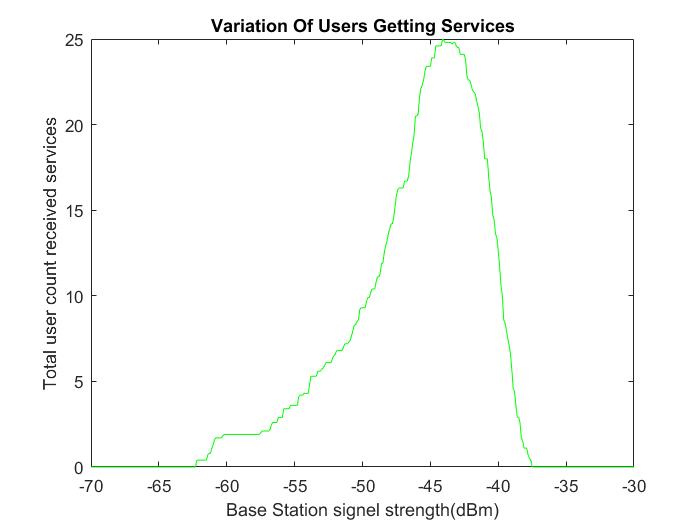 Variation Of Users Getting Services
25
20
15
10
5
0
Total user count received services
-70 -65 -60 -55 -50 -45 -40 -35 -30
Base Station signel strength(dBm)